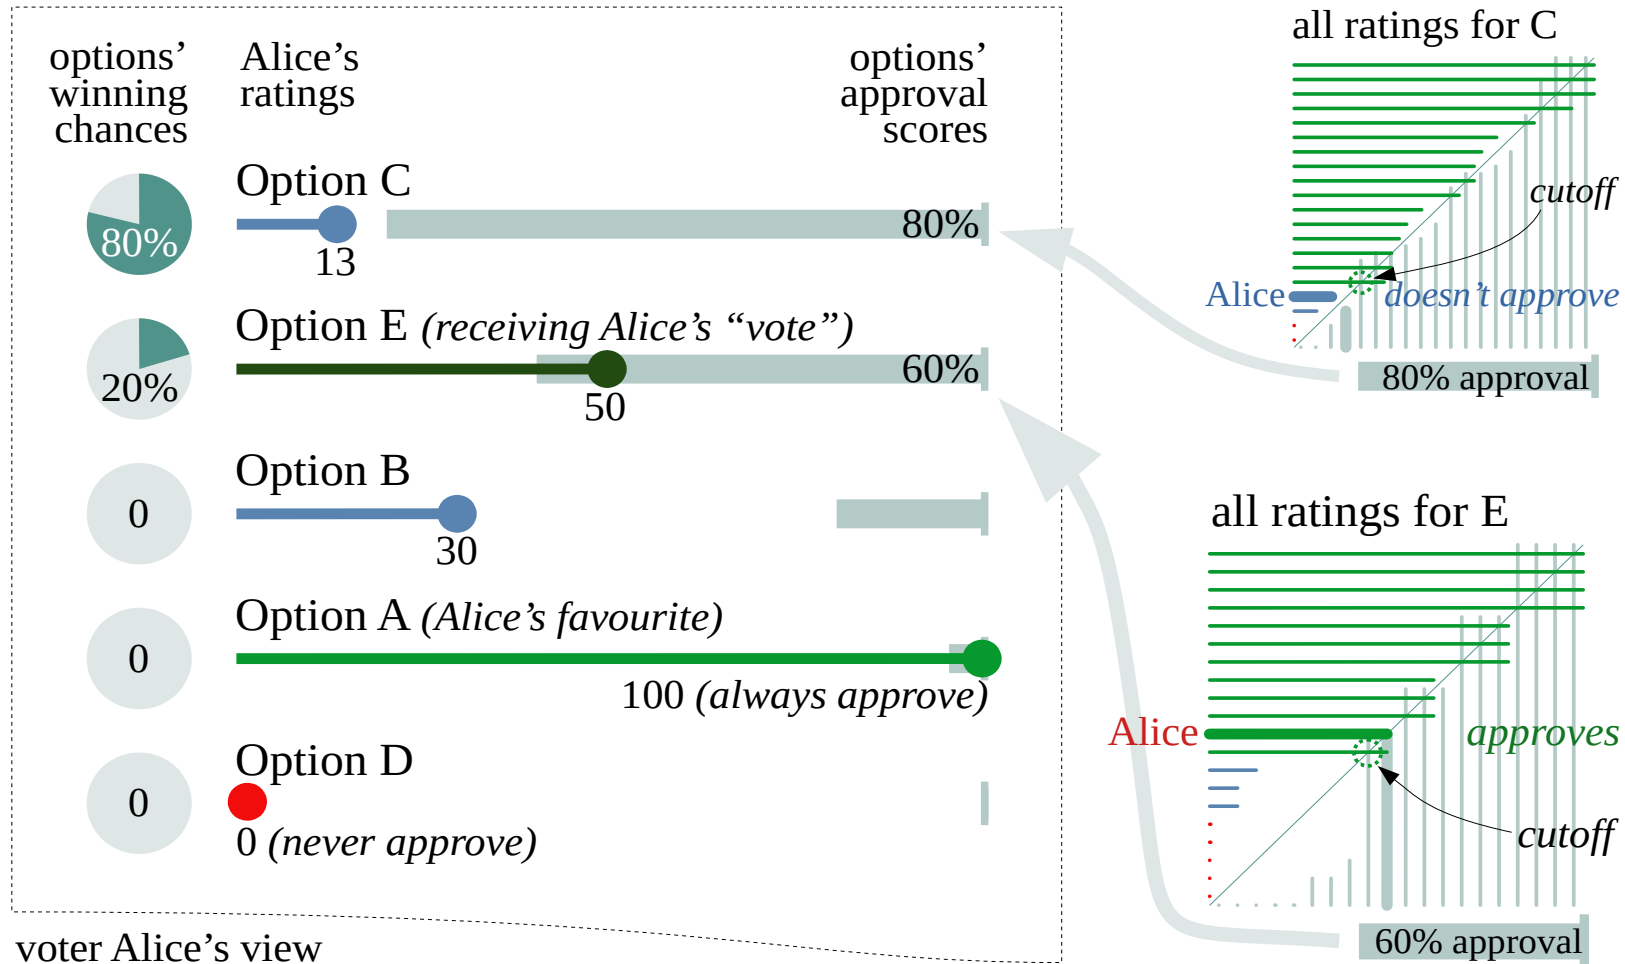 options’
winning
chances
Alice’s
ratings
options’
approval
scores
Option C
80%
13
80%
Option E (receiving Alice’s “vote”)
20%
50
60%
Option B
0
30
Option A (Alice’s favourite)
0
100 (always approve)
Option D
0
0 (never approve)
voter Alice’s view
all ratings for C
cutoff
Alice
doesn’t approve
80% approval
all ratings for E
Alice
approves
cutoff
60% approval